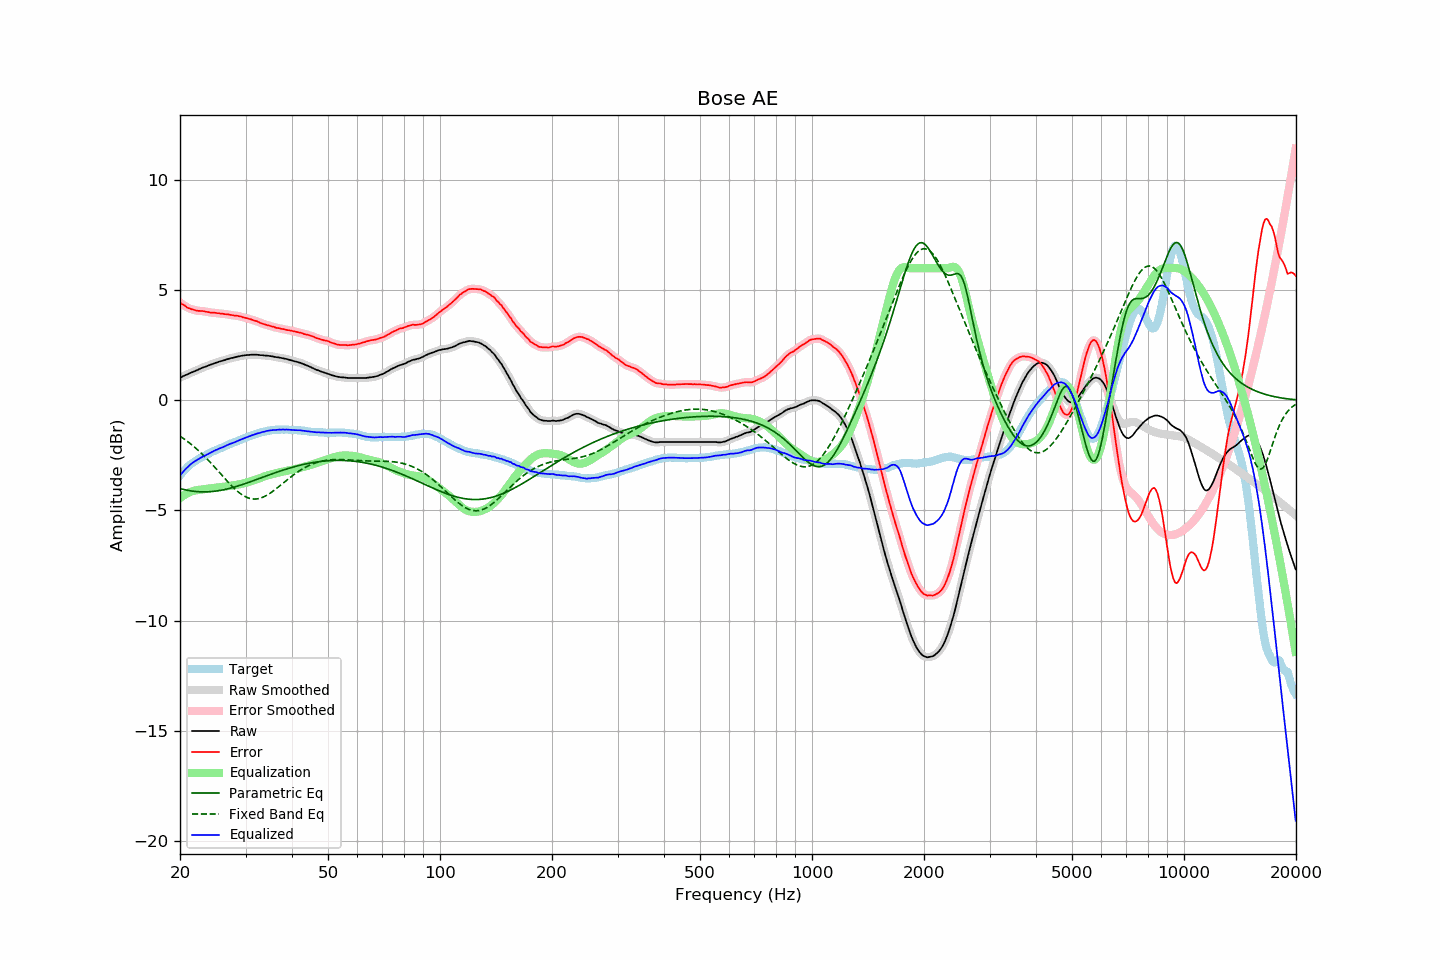 Bose AE
Amplitude (dBr)
10
5
0
−5
−10
−15
−20
Target
Raw Smoothed
Error Smoothed
Raw
Error
Equalization
Parametric Eq
Fixed Band Eq
Equalized
20 50 100 200 500 1000 2000 5000 10000 20000
Frequency (Hz)